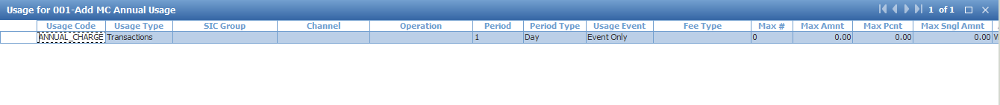 Usage for 001-Add MC Annual Usage 1 of 1
Usage Code Usage Type SIC Group Channel Operation Period Period Type Usage Event Fee Type Max # Max Amnt Max Pcnt Max Sngl Amnt
ANNUAL_CHARGE Transactions 1 Day Event Only 0 0.00 0.00 0.00